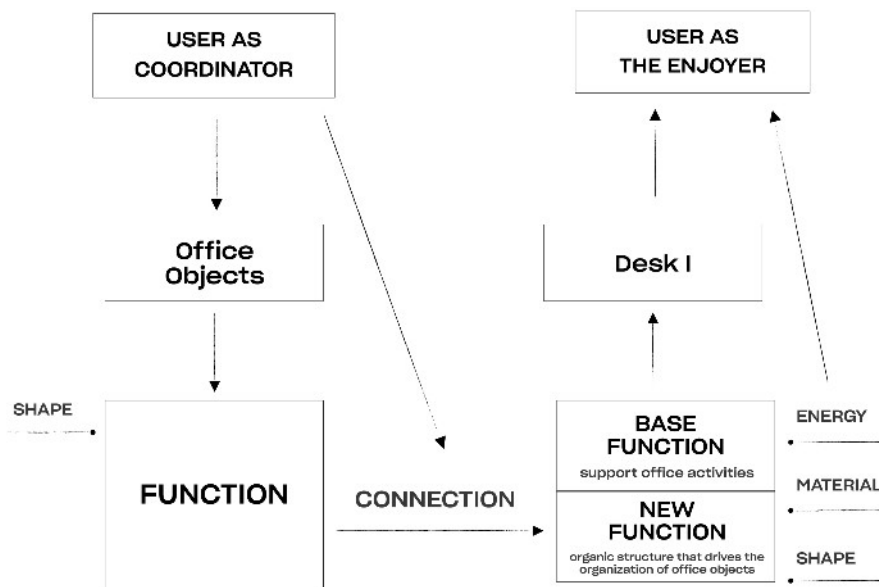 USER AS
COORDINATOR
USER AS
THE ENJOYER
Office
Objects
Desk I
SHAPE
FUNCTION
CONNECTION
BASE
FUNCTION
support office activities
NEW
FUNCTION
organic structure that drives the
organization of office objects
ENERGY
MATERIAL
SHAPE